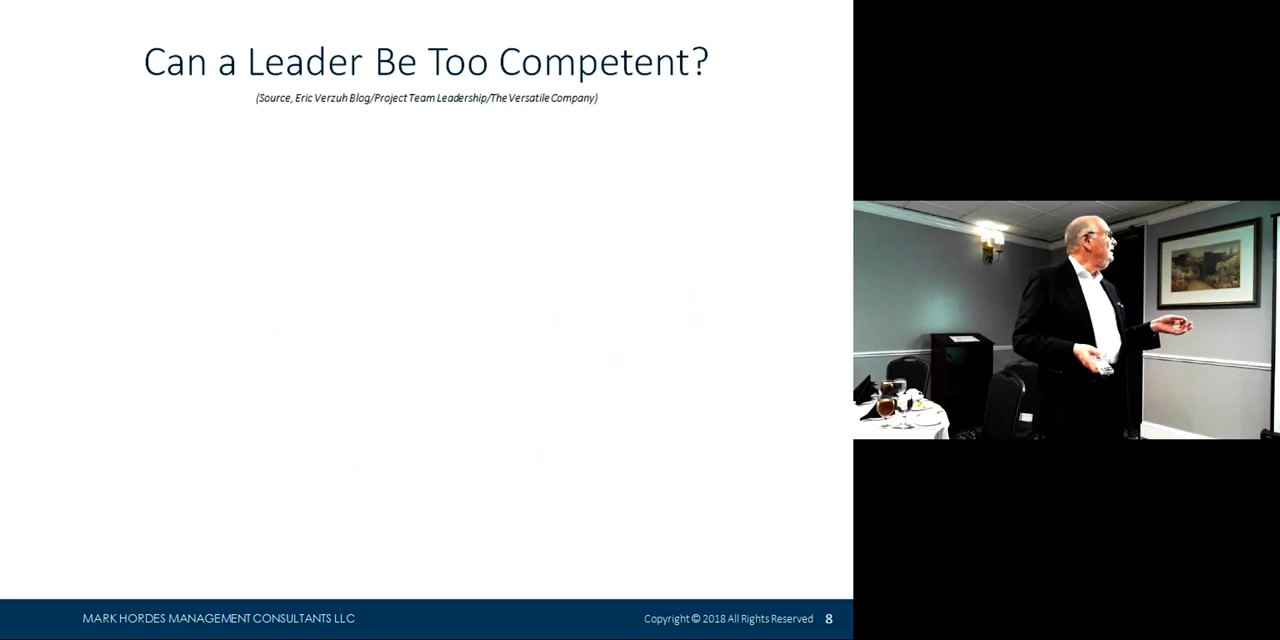 Can a Leader Be Too Competent?
(Source, Eric Verzuh Blog/Project Team Leadership/The Versatile Company)
MARK HORDES MANAGEMENT CONSULTANTS LLC
Copyright © 2018 All Rights Reserved 8